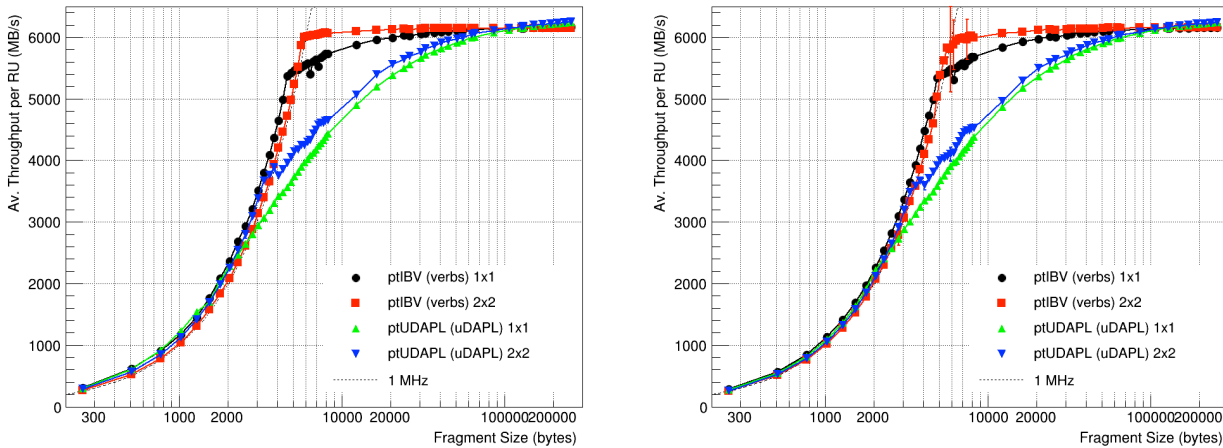 Av. Throughput per RU (MB/s)
6000
5000
4000
3000
2000
1000
0
ptIBV (verbs) 1x1
ptIBV (verbs) 2x2
ptUDAPL (uDAPL) 1x1
ptUDAPL (uDAPL) 2x2
1 MHz
300 1000 2000 10000 20000 100000 200000
Fragment Size (bytes)
Av. Throughput per RU (MB/s)
6000
5000
4000
3000
2000
1000
0
ptIBV (verbs) 1x1
ptIBV (verbs) 2x2
ptUDAPL (uDAPL) 1x1
ptUDAPL (uDAPL) 2x2
1 MHz
300 1000 2000 10000 20000 100000 200000
Fragment Size (bytes)